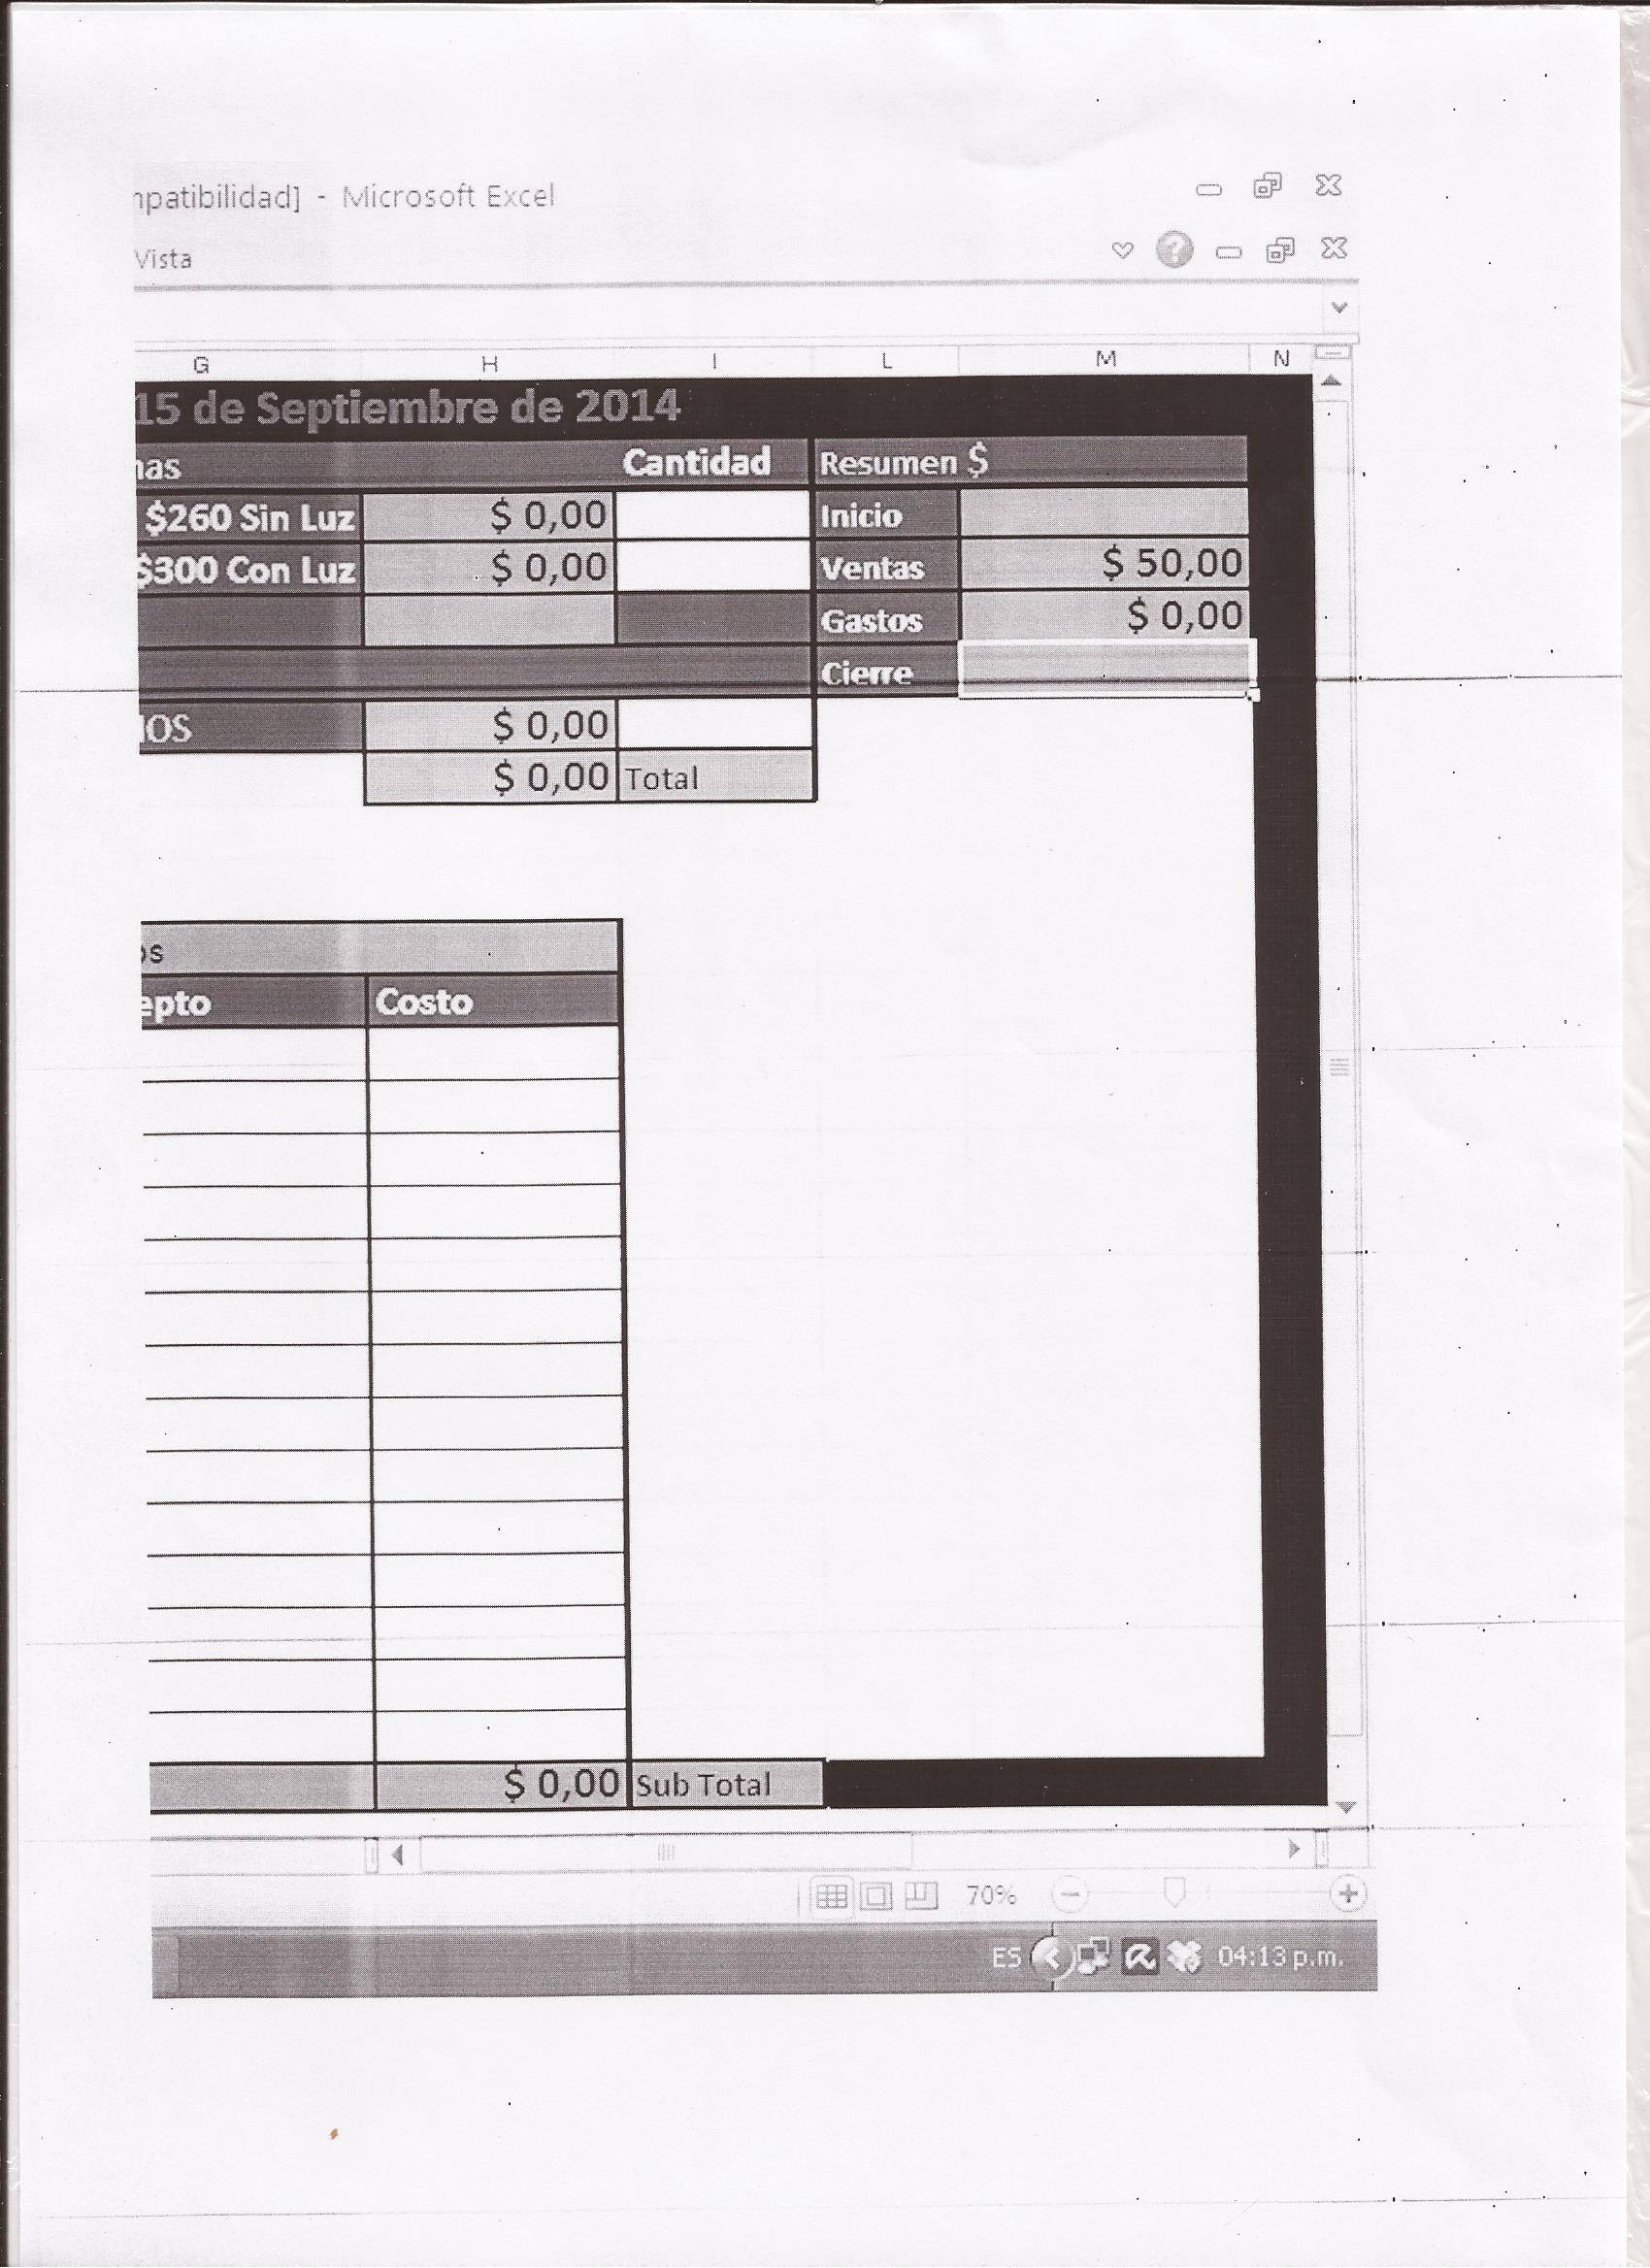 mpatibilidad] - Microsoft Excel
Vista
G H I L M N
15 de Septiembre de 2014
nas Cantidad Resumen $
$260 Sin Luz $ 0,00 Inicio
$300 Con Luz $ 0,00 Ventas $ 50,00
Gastos $ 0,00
Cierre
IOS $ 0,00
$ 0,00 Total
os
epto Costo
$ 0,00 Sub Total
70%
ES 04:13 p.m.